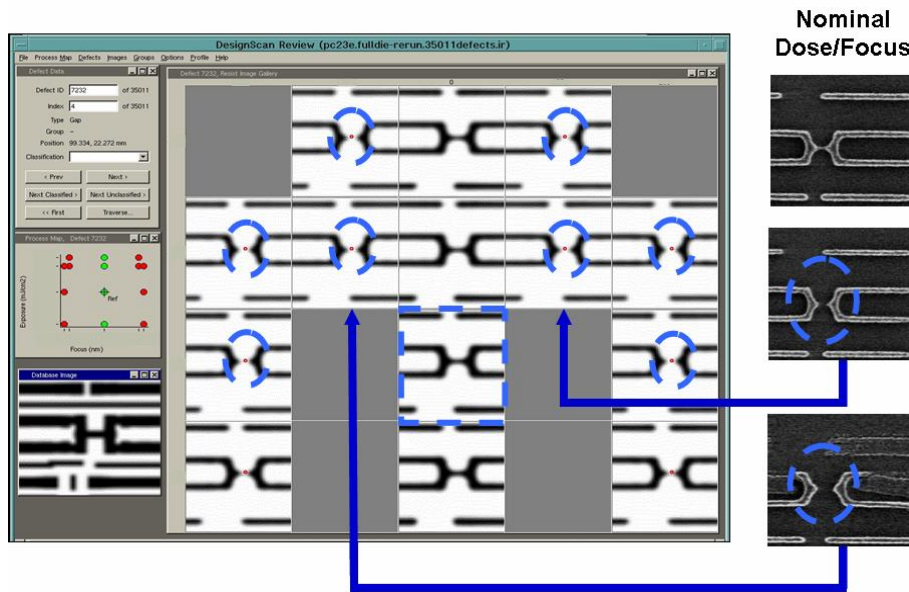 Nominal
Dose/Focus
DesignScan Review (pc23e.fulldie-rerun.35011defects.ir)
File Process Map Defects Images Groups Options Profile Help
Defect Data
Defect ID 7232 of 35011
Index 4 of 35011
Type Gap
Group –
Position 99.334, 22.272 mm
Classification
< Prev Next >
Next Classified > Next Unclassified >
<< First Traverse...
Defect 7232, Resist Image Gallery
0
Process Map, Defect 7232
Exposure (mJ/cm2)
Ref
Focus (nm)
Database Image